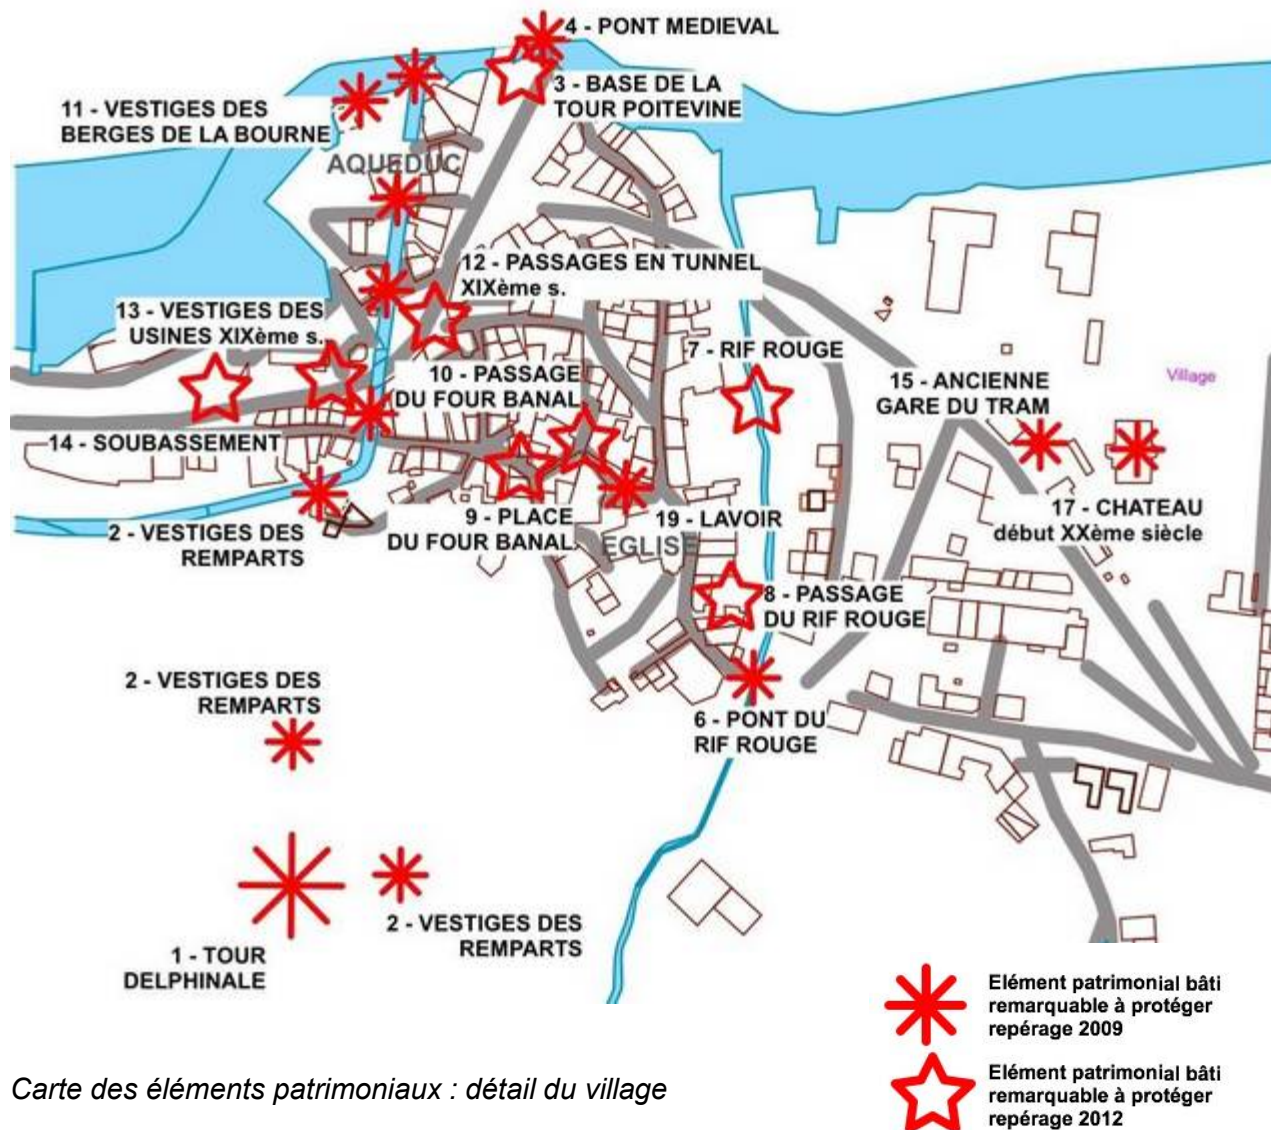 4 - PONT MEDIEVAL
3 - BASE DE LA
TOUR POITEVINE
11 - VESTIGES DES
BERGES DE LA BOURNE
AQUEDUC
12 - PASSAGES EN TUNNEL
XIXème s.
13 - VESTIGES DES
USINES XIXème s.
7 - RIF ROUGE
10 - PASSAGE
DU FOUR BANAL
15 - ANCIENNE
GARE DU TRAM
Village
14 - SOUBASSEMENT
2 - VESTIGES DES
REMPARTS
9 - PLACE
DU FOUR BANAL
19 - LAVOIR
EGLISE
17 - CHATEAU
début XXème siècle
8 - PASSAGE
DU RIF ROUGE
2 - VESTIGES DES
REMPARTS
6 - PONT DU
RIF ROUGE
2 - VESTIGES DES
REMPARTS
1 - TOUR
DELPHINALE
Elément patrimonial bâti
remarquable à protéger
repérage 2009
Elément patrimonial bâti
remarquable à protéger
repérage 2012
Carte des éléments patrimoniaux : détail du village